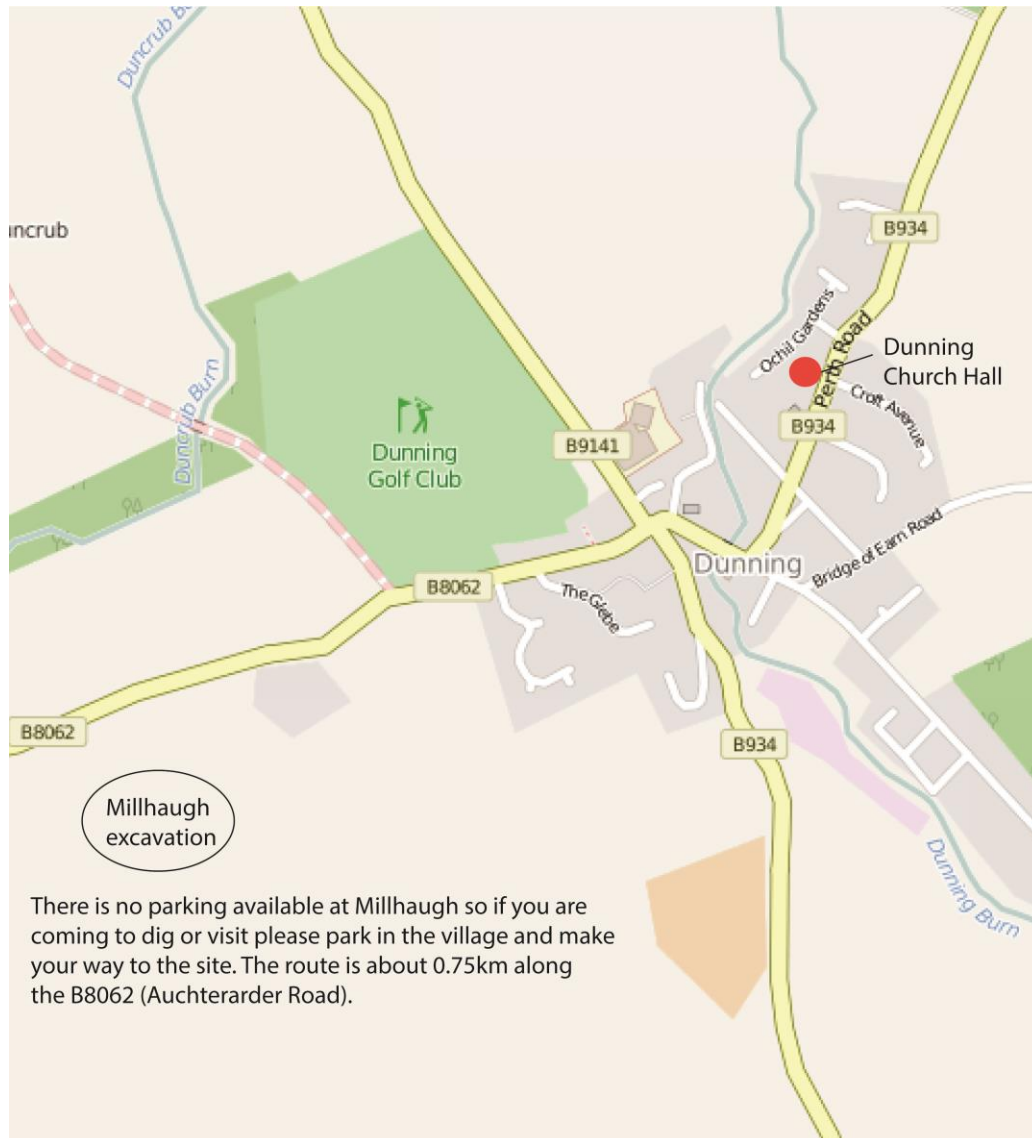 Duncrub Burn
uncrub
B934
Ochil Gardens
Perth Road
Dunning
Church Hall
Croft Avenue
B934
B9141
Dunning
Golf Club
Duncrub Burn
Dunning
Bridge of Earn Road
B8062
The Glebe
B8062
B934
Millhaugh
excavation
Dunning Burn
There is no parking available at Millhaugh so if you are
coming to dig or visit please park in the village and make
your way to the site. The route is about 0.75km along
the B8062 (Auchterarder Road).